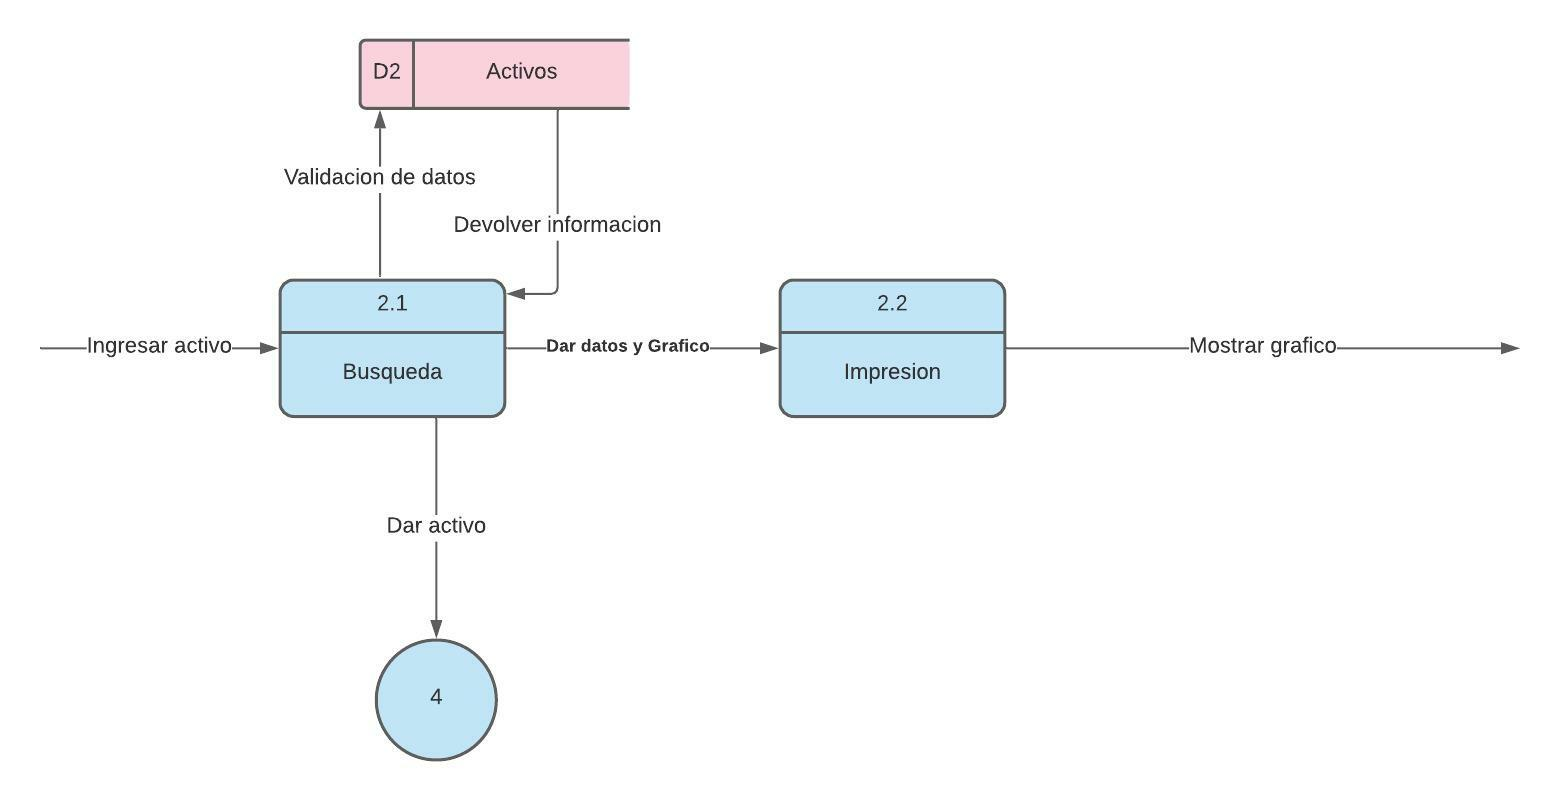 D2
Activos
Validacion de datos
Devolver informacion
2.1
2.2
Ingresar activo
Dar datos y Grafico
Mostrar grafico
Busqueda
Impresion
Dar activo
4